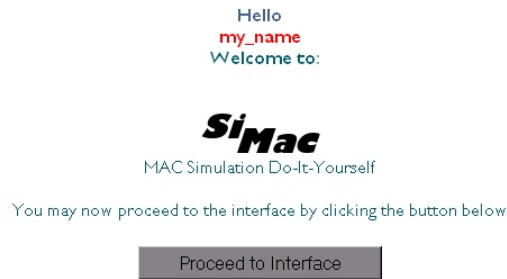 Hello
my_name
Welcome to:
SiMac
MAC Simulation Do-It-Yourself
You may now proceed to the interface by clicking the button below
Proceed to Interface